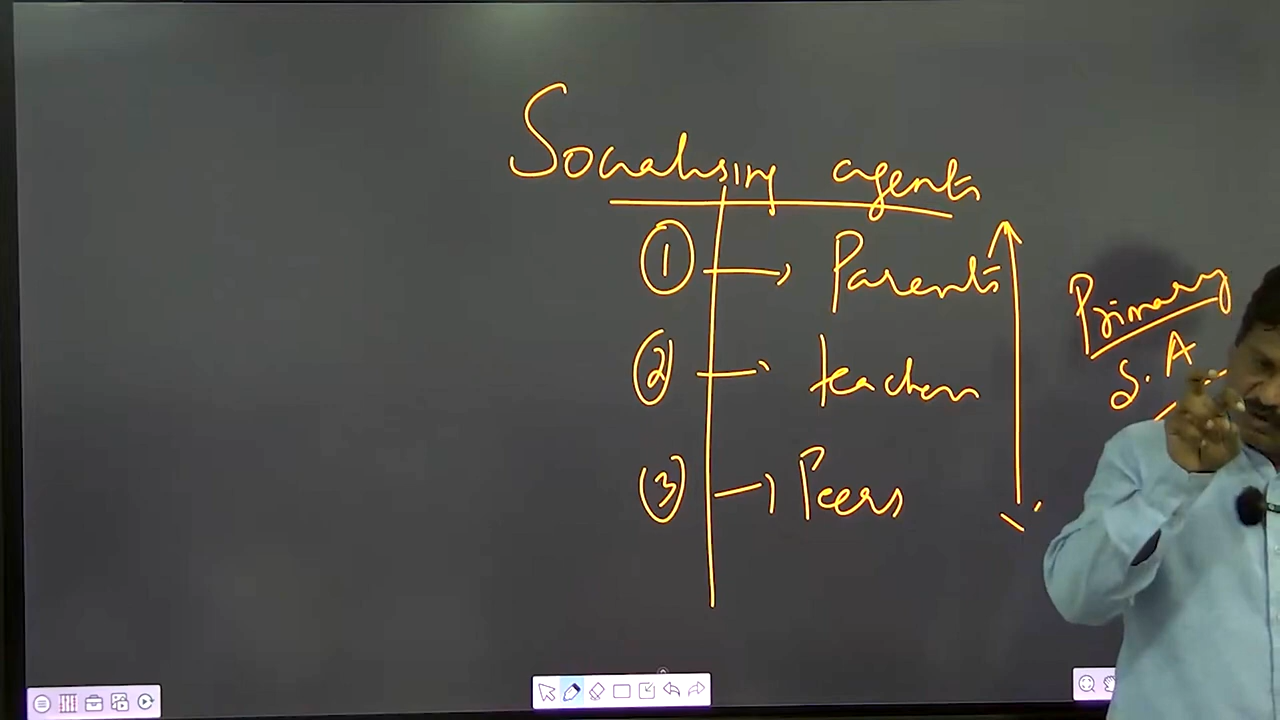 Socialising agents
① → Parents
② → teachers
③ → Peers
Primary
S. A